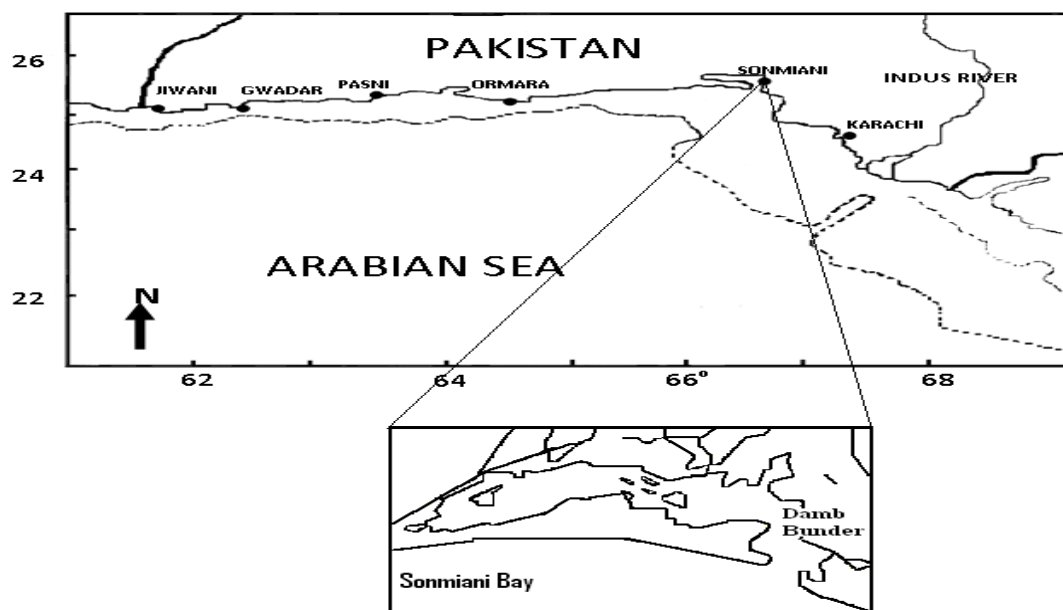 PAKISTAN
26
SONMIANI
JIWANI
GWADAR
PASNI
ORMARA
INDUS RIVER
KARACHI
24
ARABIAN SEA
22
N
62
64
66°
68
Damb
Bunder
Sonmiani Bay